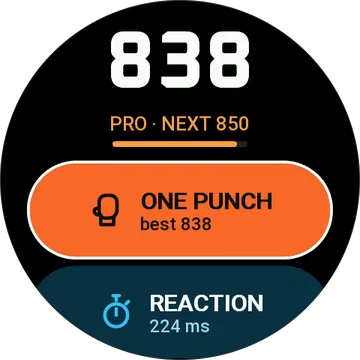 838
PRO · NEXT 850
ONE PUNCH
best 838
REACTION
224 ms